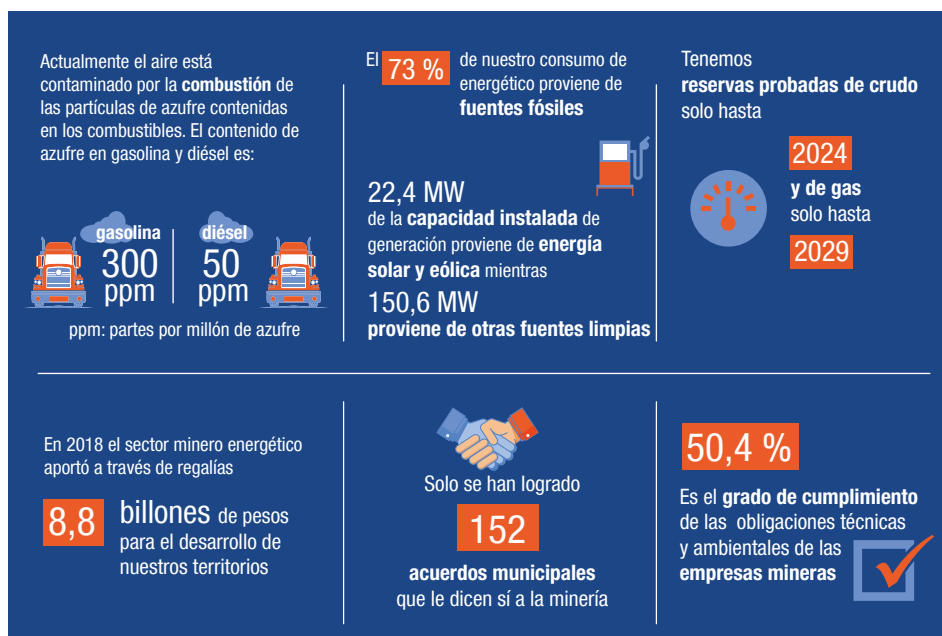 Actualmente el aire está
contaminado por la combustión de
las partículas de azufre contenidas
en los combustibles. El contenido de
azufre en gasolina y diésel es:
gasolina
300
ppm
diésel
50
ppm
ppm: partes por millón de azufre
El 73 % de nuestro consumo de
energético proviene de
fuentes fósiles
22,4 MW
de la capacidad instalada de
generación proviene de energía
solar y eólica mientras
150,6 MW
proviene de otras fuentes limpias
Tenemos
reservas probadas de crudo
solo hasta
2024
y de gas
solo hasta
2029
En 2018 el sector minero energético
aportó a través de regalías
8,8 billones de pesos
para el desarrollo de
nuestros territorios
Solo se han logrado
152
acuerdos municipales
que le dicen sí a la minería
50,4 %
Es el grado de cumplimiento
de las obligaciones técnicas
y ambientales de las
empresas mineras